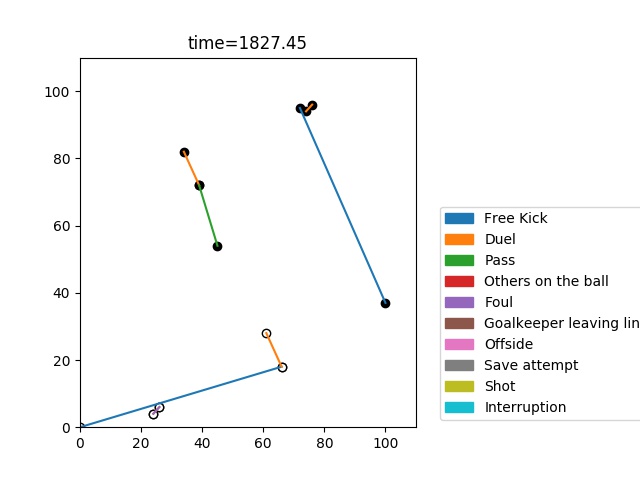 time=1827.45
100
80
60
40
20
0
0 20 40 60 80 100
Free Kick
Duel
Pass
Others on the ball
Foul
Goalkeeper leaving lin
Offside
Save attempt
Shot
Interruption